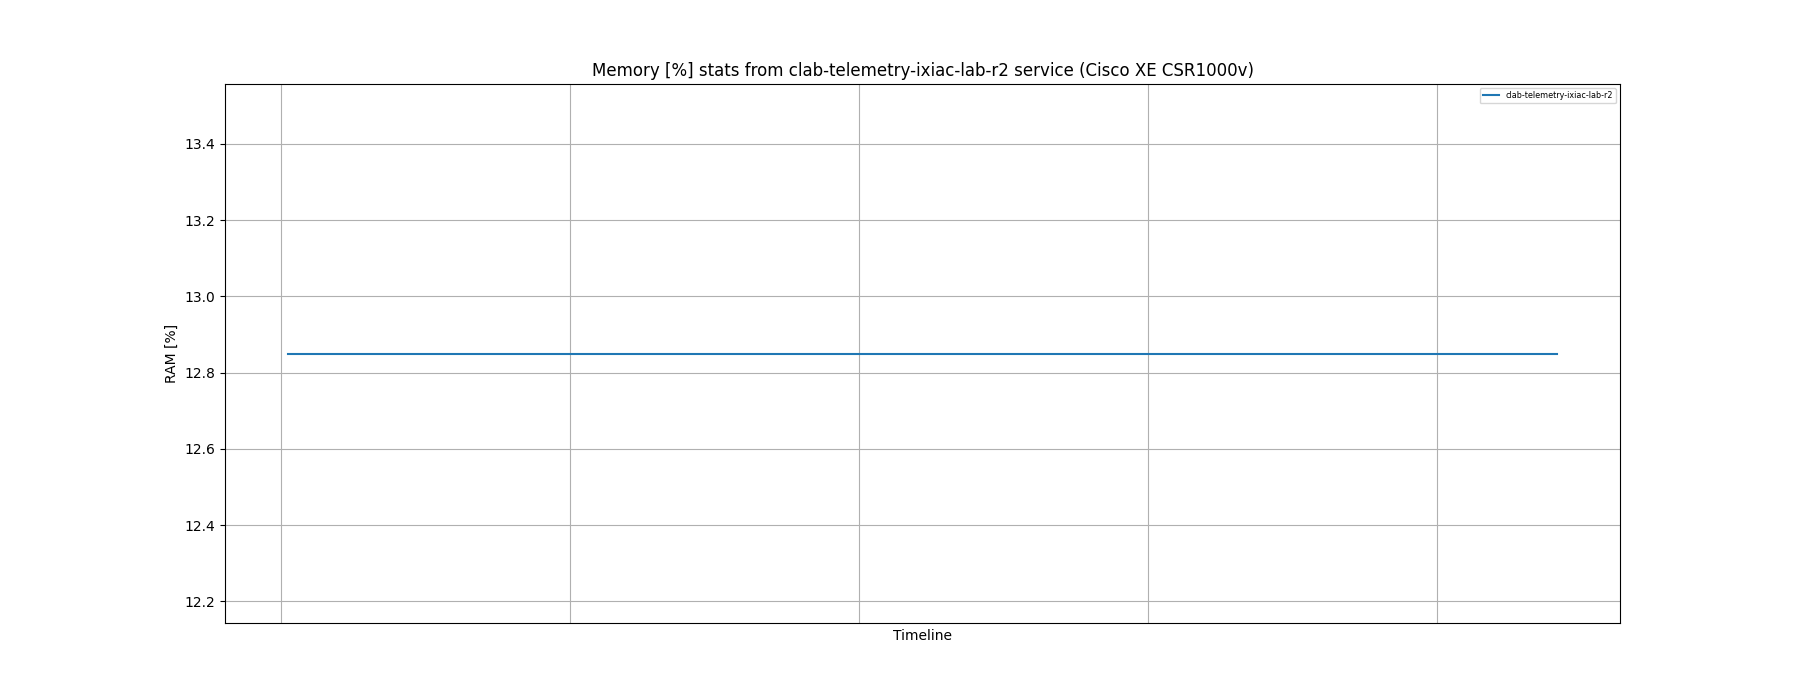 Memory [%] stats from clab-telemetry-ixiac-lab-r2 service (Cisco XE CSR1000v)
clab-telemetry-ixiac-lab-r2
13.4
13.2
13.0
12.8
12.6
12.4
12.2
RAM [%]
Timeline